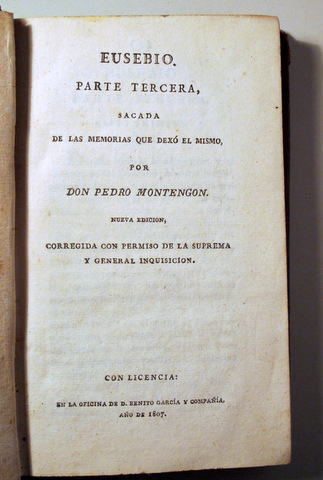 EUSEBIO.
PARTE TERCERA,
SACADA
DE LAS MEMORIAS QUE DEXÓ EL MISMO,
POR
DON PEDRO MONTENGON.
NUEVA EDICION,
CORREGIDA CON PERMISO DE LA SUPREMA
Y GENERAL INQUISICION.
CON LICENCIA:
EN LA OFICINA DE D. BENITO GARCÍA Y COMPAÑÍA,
AÑO DE 1807.